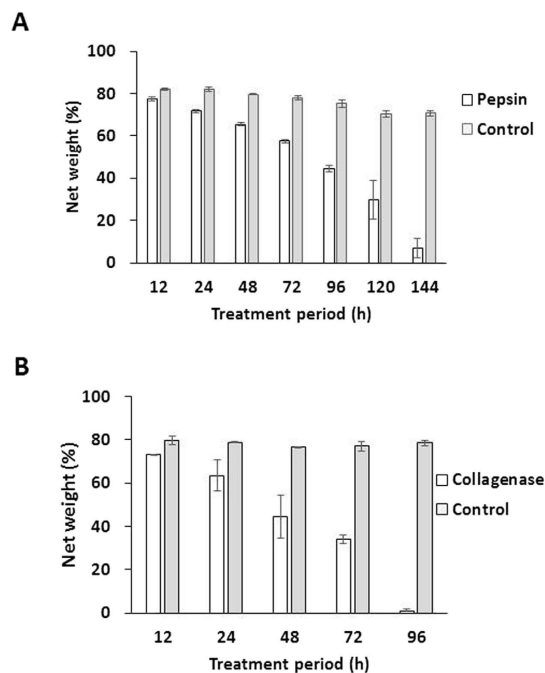 A
100
80
60
40
20
0
Net weight (%)
12 24 48 72 96 120 144
Treatment period (h)
Pepsin
Control
B
100
80
60
40
20
0
Net weight (%)
12 24 48 72 96
Treatment period (h)
Collagenase
Control